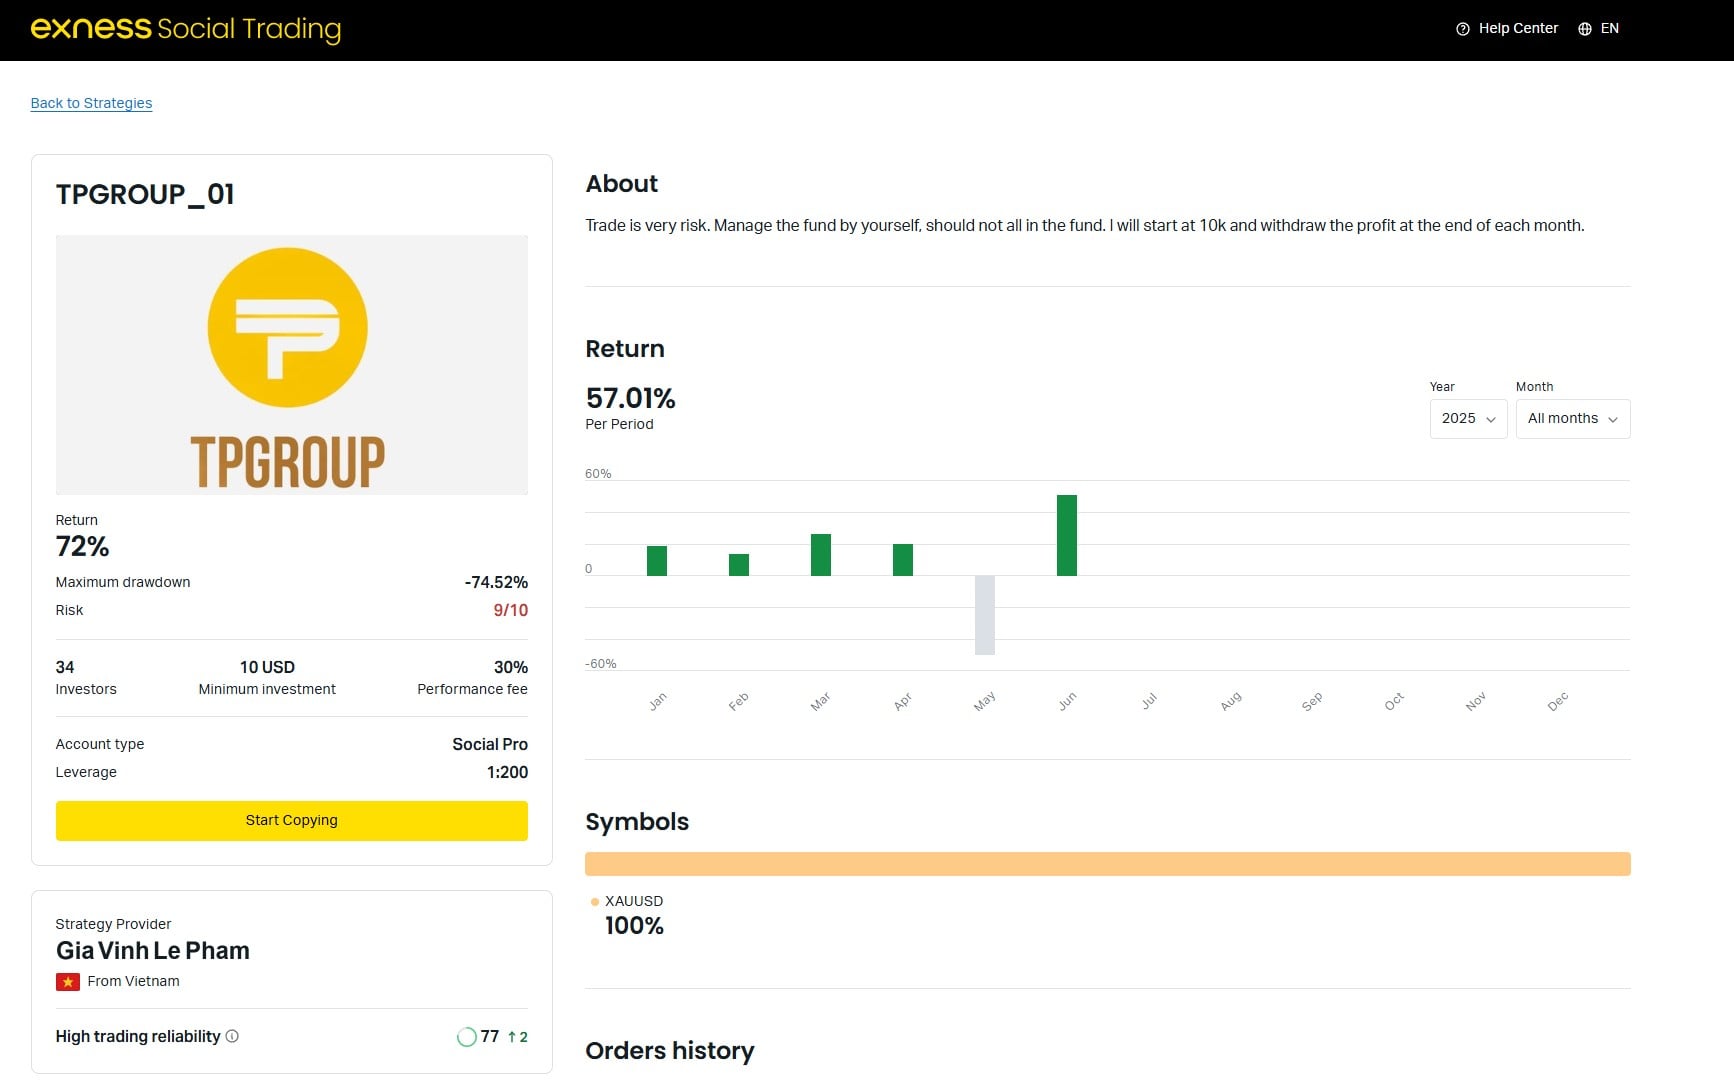 exness Social Trading
Help Center
EN
Back to Strategies
TPGROUP_01
TPGROUP
Return
72%
Maximum drawdown -74.52%
Risk 9/10
34 10 USD 30%
Investors Minimum investment Performance fee
Account type Social Pro
Leverage 1:200
Start Copying
Strategy Provider
Gia Vinh Le Pham
From Vietnam
High trading reliability 77 ↑ 2
About
Trade is very risk. Manage the fund by yourself, should not all in the fund. I will start at 10k and withdraw the profit at the end of each month.
Return
57.01%
Per Period
Year Month
2025 All months
60%
0
-60%
Jan Feb Mar Apr May Jun Jul Aug Sep Oct Nov Dec
Symbols
XAUUSD
100%
Orders history